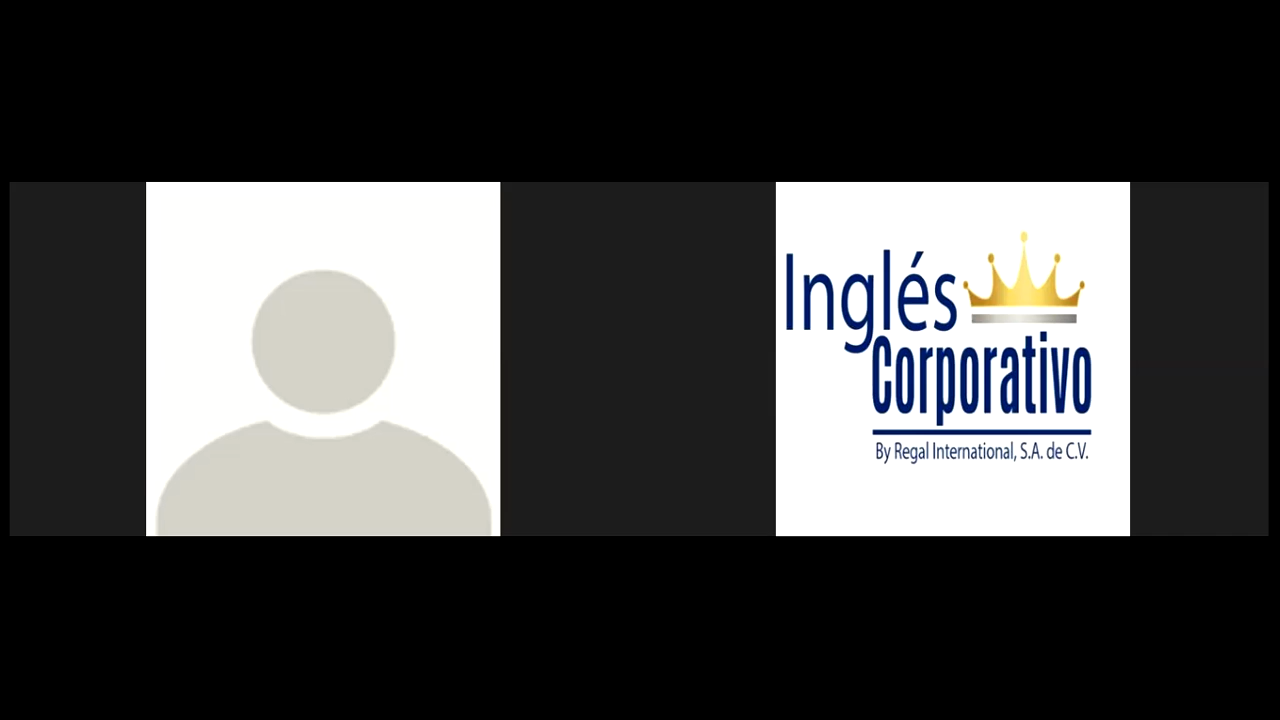 Inglés
Corporativo
By Regal International, S.A. de C.V.